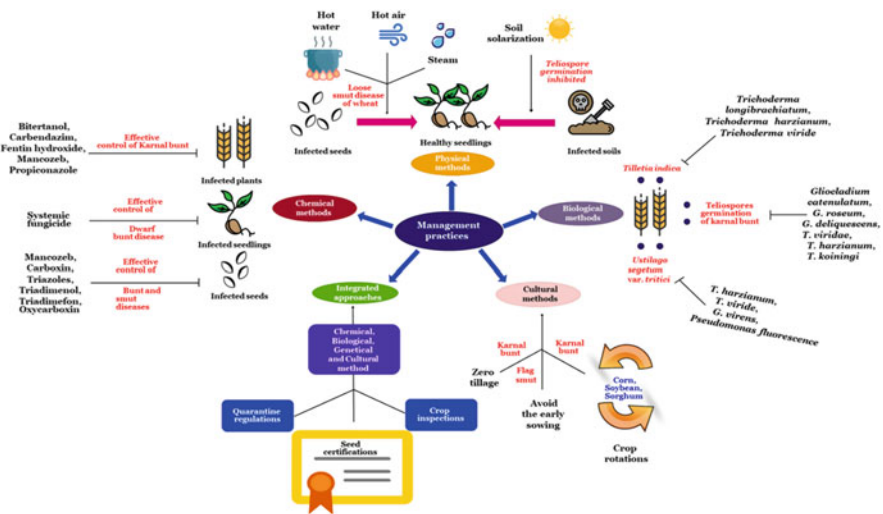 Hot
water
Hot air
Steam
Loose
smut disease
of wheat
Infected seeds
Healthy seedlings
Soil
solarization
Teliospore
germination
inhibited
Infected soils
Physical
methods
Bitertanol,
Carbendazim,
Fentin hydroxide,
Mancozeb,
Propiconazole
Effective
control of Karnal bunt
Infected plants
Systemic
fungicide
Effective
control of
Dwarf
bunt disease
Infected seedlings
Mancozeb,
Carboxin,
Triazoles,
Triadimenol,
Triadimefon,
Oxycarboxin
Effective
control of
Bunt and
smut
diseases
Infected seeds
Chemical
methods
Management
practices
Biological
methods
Trichoderma
longibrachiatum,
Trichoderma harzianum,
Trichoderma viride
Tilletia indica
Teliospores
germination
of karnal bunt
Gliocladium
catenulatum,
G. roseum,
G. deliquescens,
T. viridae,
T. harzianum,
T. koiningi
Ustilago
segetum
var. tritici
T. harzianum,
T. viride,
G. virens,
Pseudomonas fluorescence
Integrated
approaches
Chemical,
Biological,
Genetical
and Cultural
method
Quarantine
regulations
Crop
inspections
Seed
certifications
Cultural
methods
Karnal
bunt
Karnal
bunt
Zero
tillage
Flag
smut
Avoid
the early
sowing
Corn,
Soybean,
Sorghum
Crop
rotations